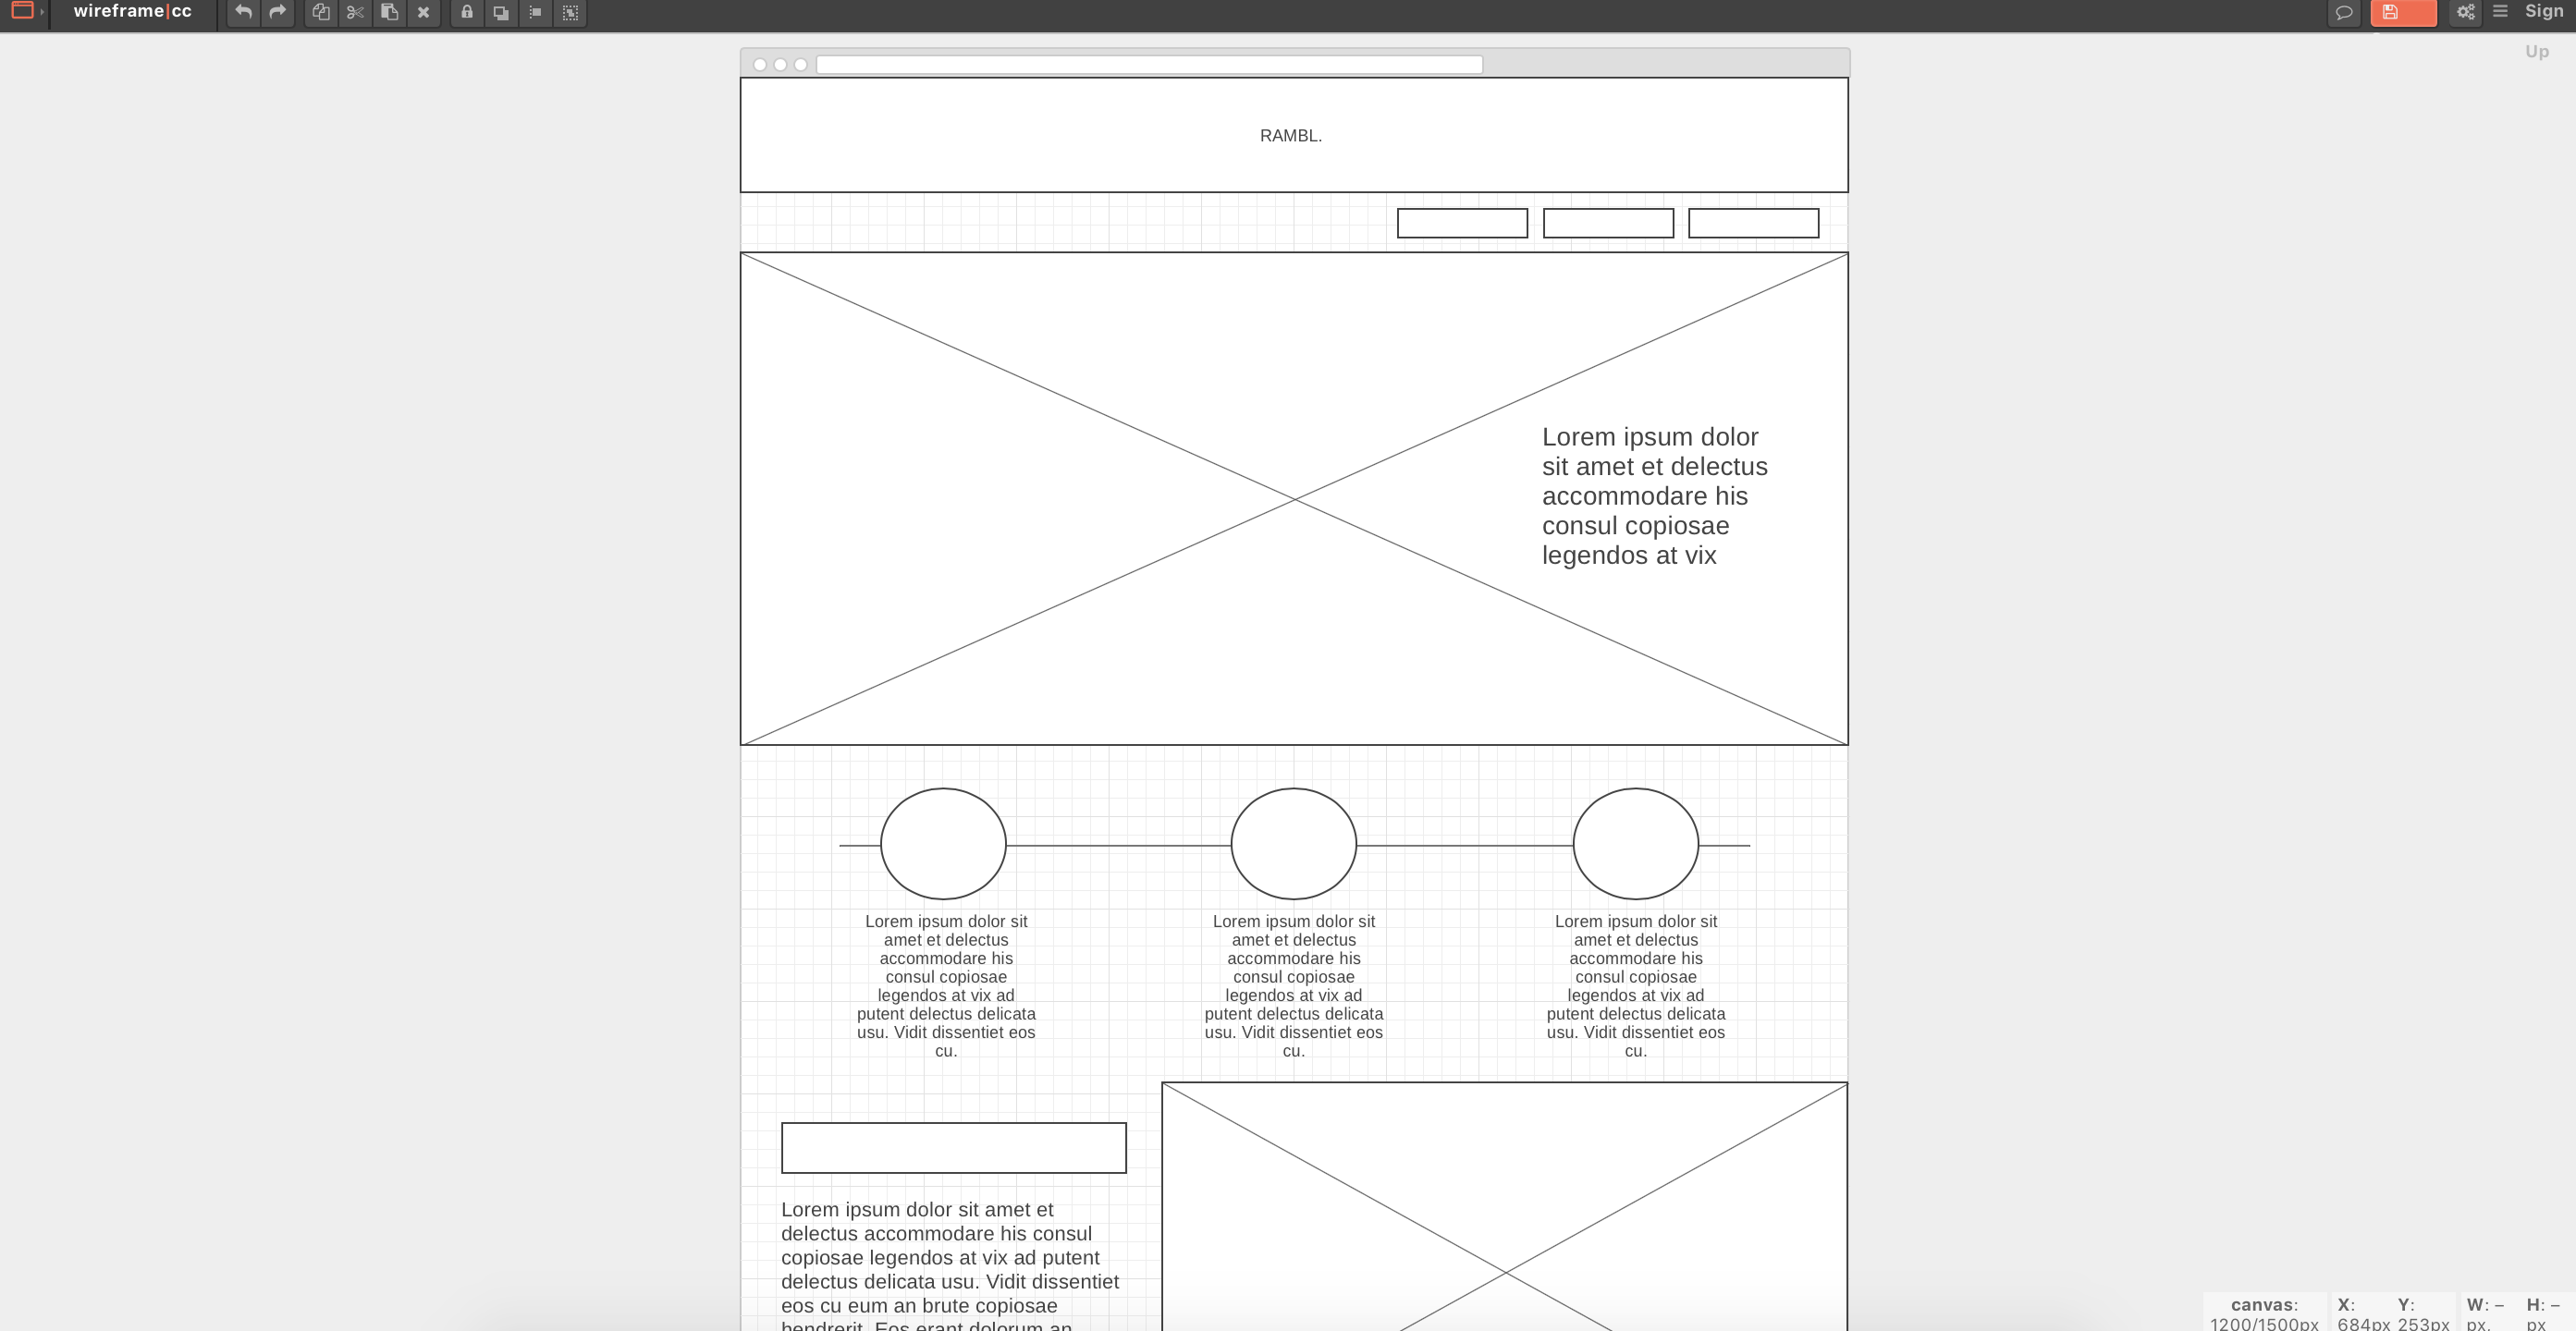 wireframe|cc
Sign
Up
RAMBL.
Lorem ipsum dolor
sit amet et delectus
accommodare his
consul copiosae
legendos at vix
Lorem ipsum dolor sit
amet et delectus
accommodare his
consul copiosae
legendos at vix ad
putent delectus delicata
usu. Vidit dissentiet eos
cu.
Lorem ipsum dolor sit
amet et delectus
accommodare his
consul copiosae
legendos at vix ad
putent delectus delicata
usu. Vidit dissentiet eos
cu.
Lorem ipsum dolor sit
amet et delectus
accommodare his
consul copiosae
legendos at vix ad
putent delectus delicata
usu. Vidit dissentiet eos
cu.
Lorem ipsum dolor sit amet et
delectus accommodare his consul
copiosae legendos at vix ad putent
delectus delicata usu. Vidit dissentiet
eos cu eum an brute copiosae
hendrerit. Eos erant dolorum an
canvas: X: Y: W: – H: –
1200/1500px 684px 253px px. px